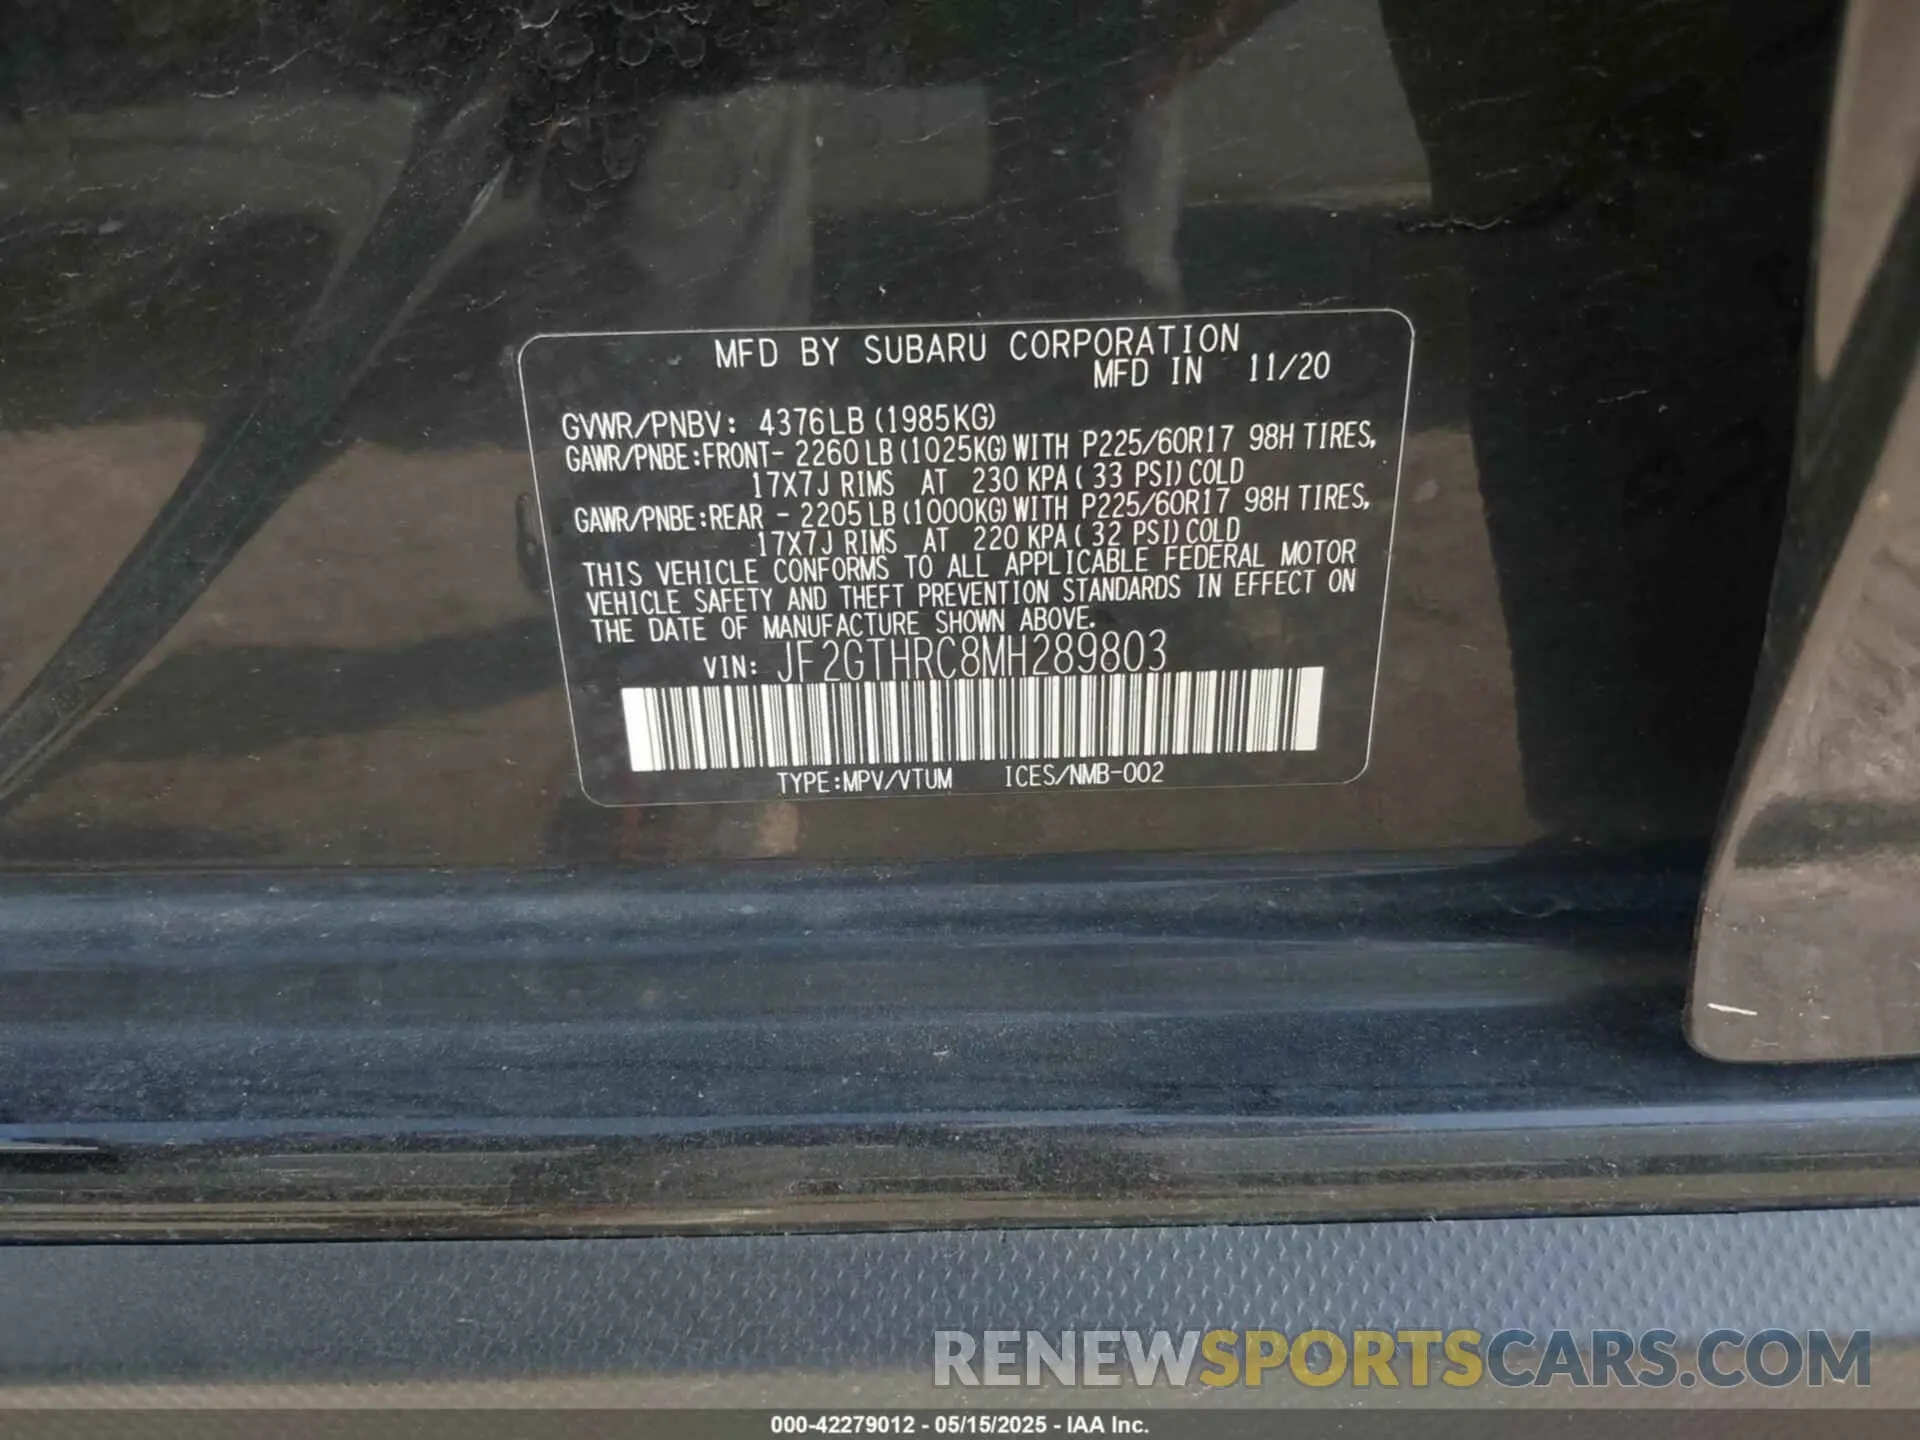 MFD BY SUBARU CORPORATION
MFD IN 11/20
GVWR/PNBV: 4376LB (1985KG)
GAWR/PNBE:FRONT- 2260 LB (1025KG) WITH P225/60R17 98H TIRES,
17X7J RIMS AT 230 KPA ( 33 PSI) COLD
GAWR/PNBE:REAR - 2205 LB (1000KG) WITH P225/60R17 98H TIRES,
17X7J RIMS AT 220 KPA ( 32 PSI) COLD
THIS VEHICLE CONFORMS TO ALL APPLICABLE FEDERAL MOTOR
VEHICLE SAFETY AND THEFT PREVENTION STANDARDS IN EFFECT ON
THE DATE OF MANUFACTURE SHOWN ABOVE.
VIN: JF2GTHRC8MH289803
TYPE:MPV/VTUM ICES/NMB-002
RENEWSPORTSCARS.COM
000-42279012 - 05/15/2025 - IAA Inc.